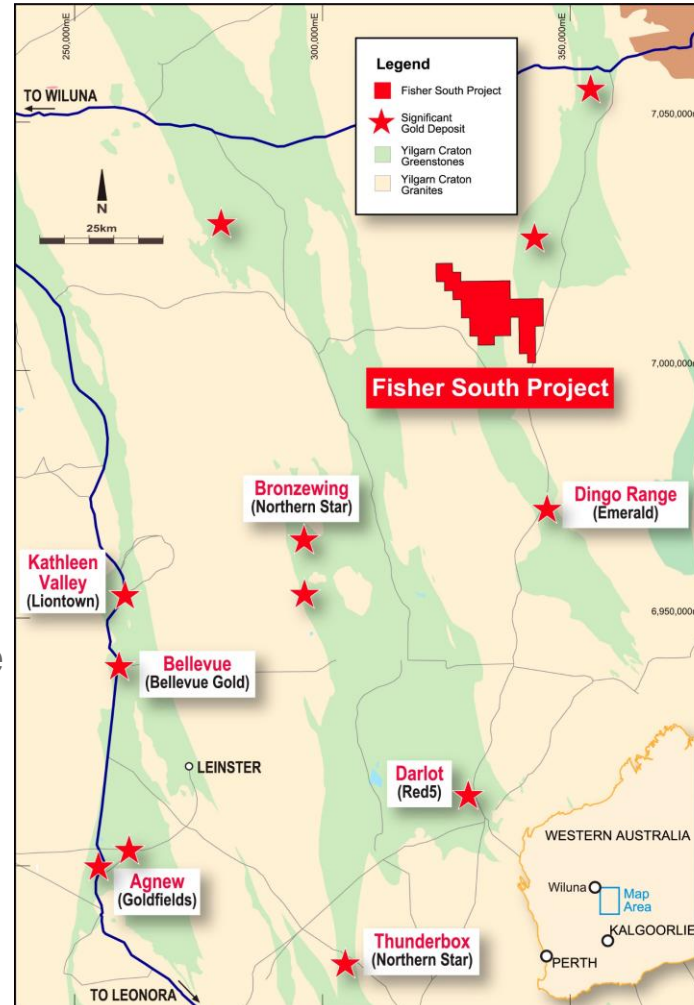 250,000mE
300,000mE
350,000mE
Legend
Fisher South Project
Significant
Gold Deposit
Yilgarn Craton
Greenstones
Yilgarn Craton
Granites
TO WILUNA
7,050,000m
N
25km
7,000,000m
Fisher South Project
Bronzewing
(Northern Star)
Dingo Range
(Emerald)
Kathleen
Valley
(Liontown)
6,950,000m
e
Bellevue
(Bellevue Gold)
LEINSTER
Darlot
(Red5)
WESTERN AUSTRALIA
Wiluna
Map
Area
KALGOORLIE
PERTH
Agnew
(Goldfields)
Thunderbox
(Northern Star)
TO LEONORA